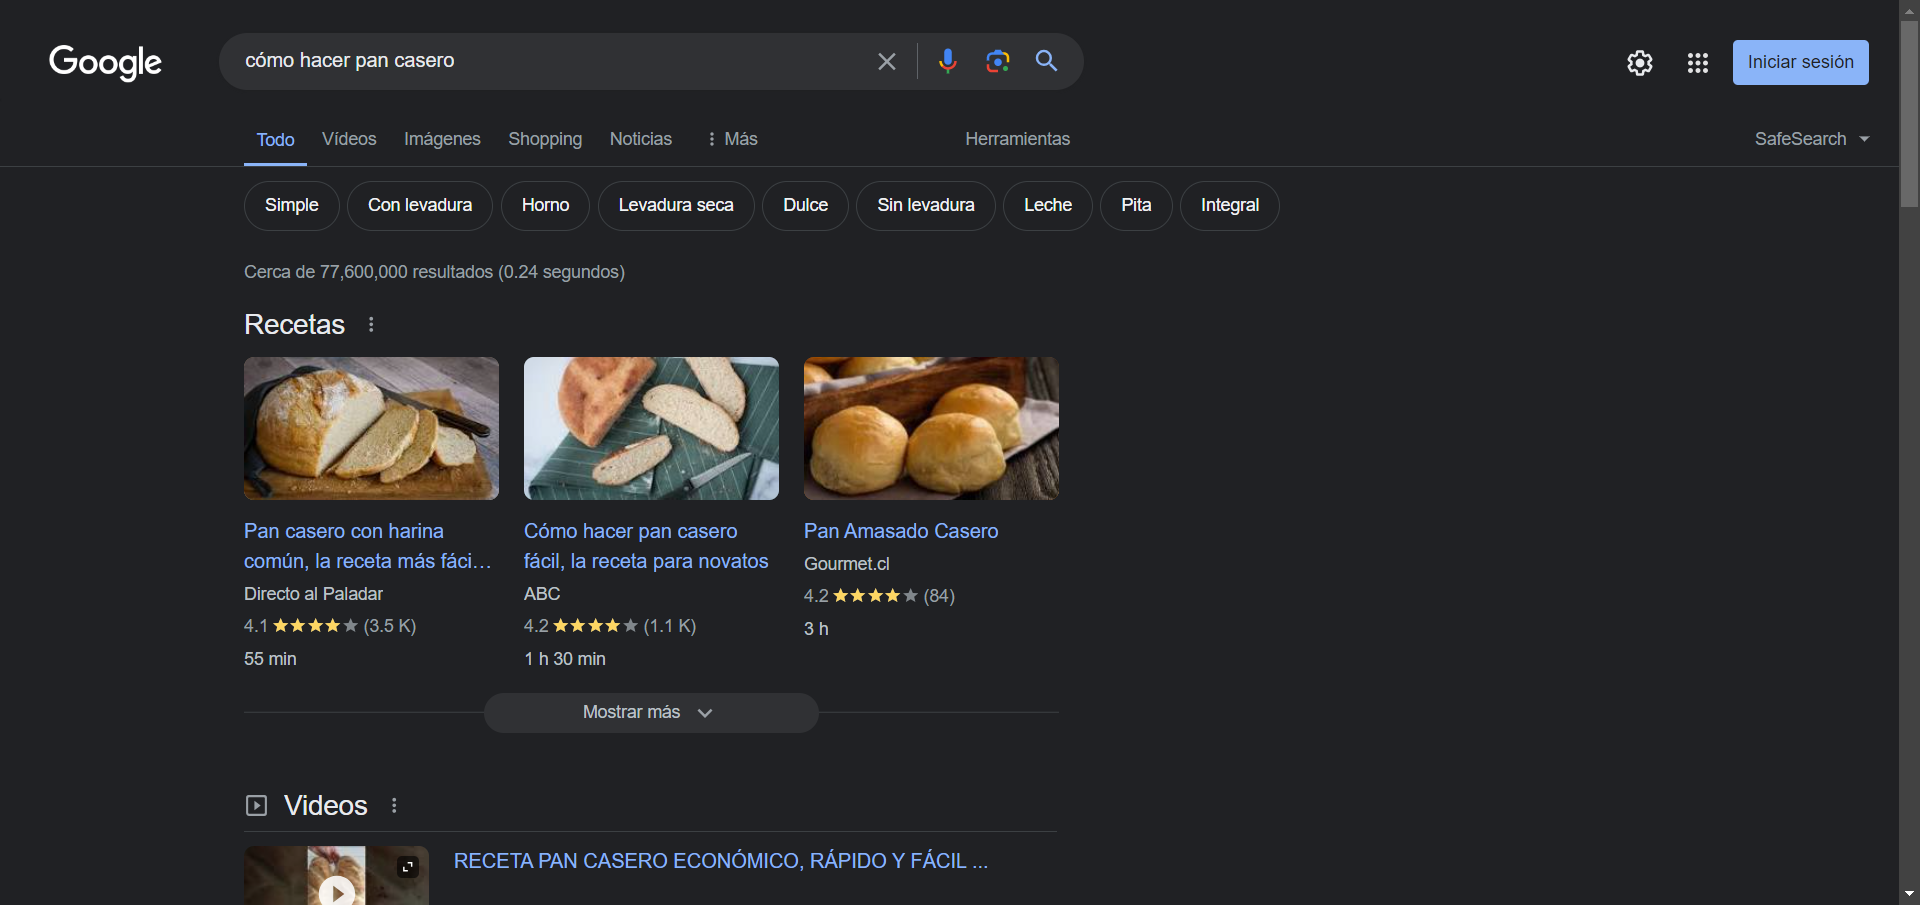 Google
cómo hacer pan casero
Iniciar sesión
Todo Vídeos Imágenes Shopping Noticias Más Herramientas SafeSearch
Simple Con levadura Horno Levadura seca Dulce Sin levadura Leche Pita Integral
Cerca de 77,600,000 resultados (0.24 segundos)
Recetas
Pan casero con harina
común, la receta más fáci...
Directo al Paladar
4.1 (3.5 K)
55 min
Cómo hacer pan casero
fácil, la receta para novatos
ABC
4.2 (1.1 K)
1 h 30 min
Pan Amasado Casero
Gourmet.cl
4.2 (84)
3 h
Mostrar más
Videos
RECETA PAN CASERO ECONÓMICO, RÁPIDO Y FÁCIL ...